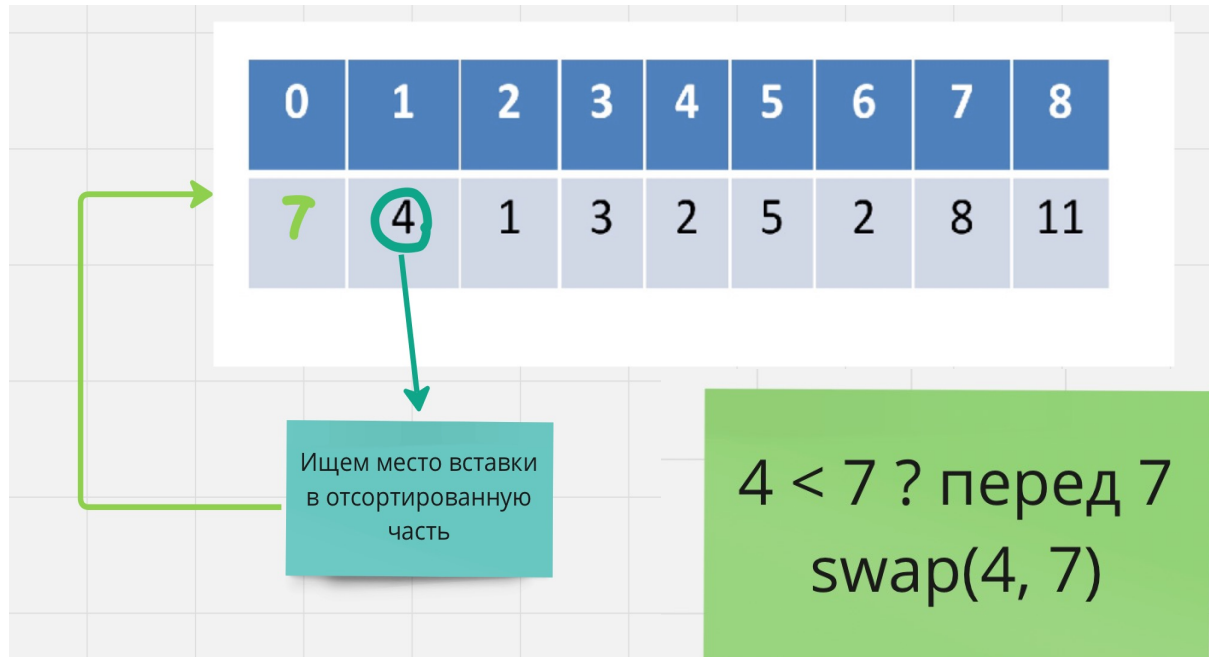 0 1 2 3 4 5 6 7 8
7 4 1 3 2 5 2 8 11
Ищем место вставки
в отсортированную
часть
4 < 7 ? перед 7
swap(4, 7)